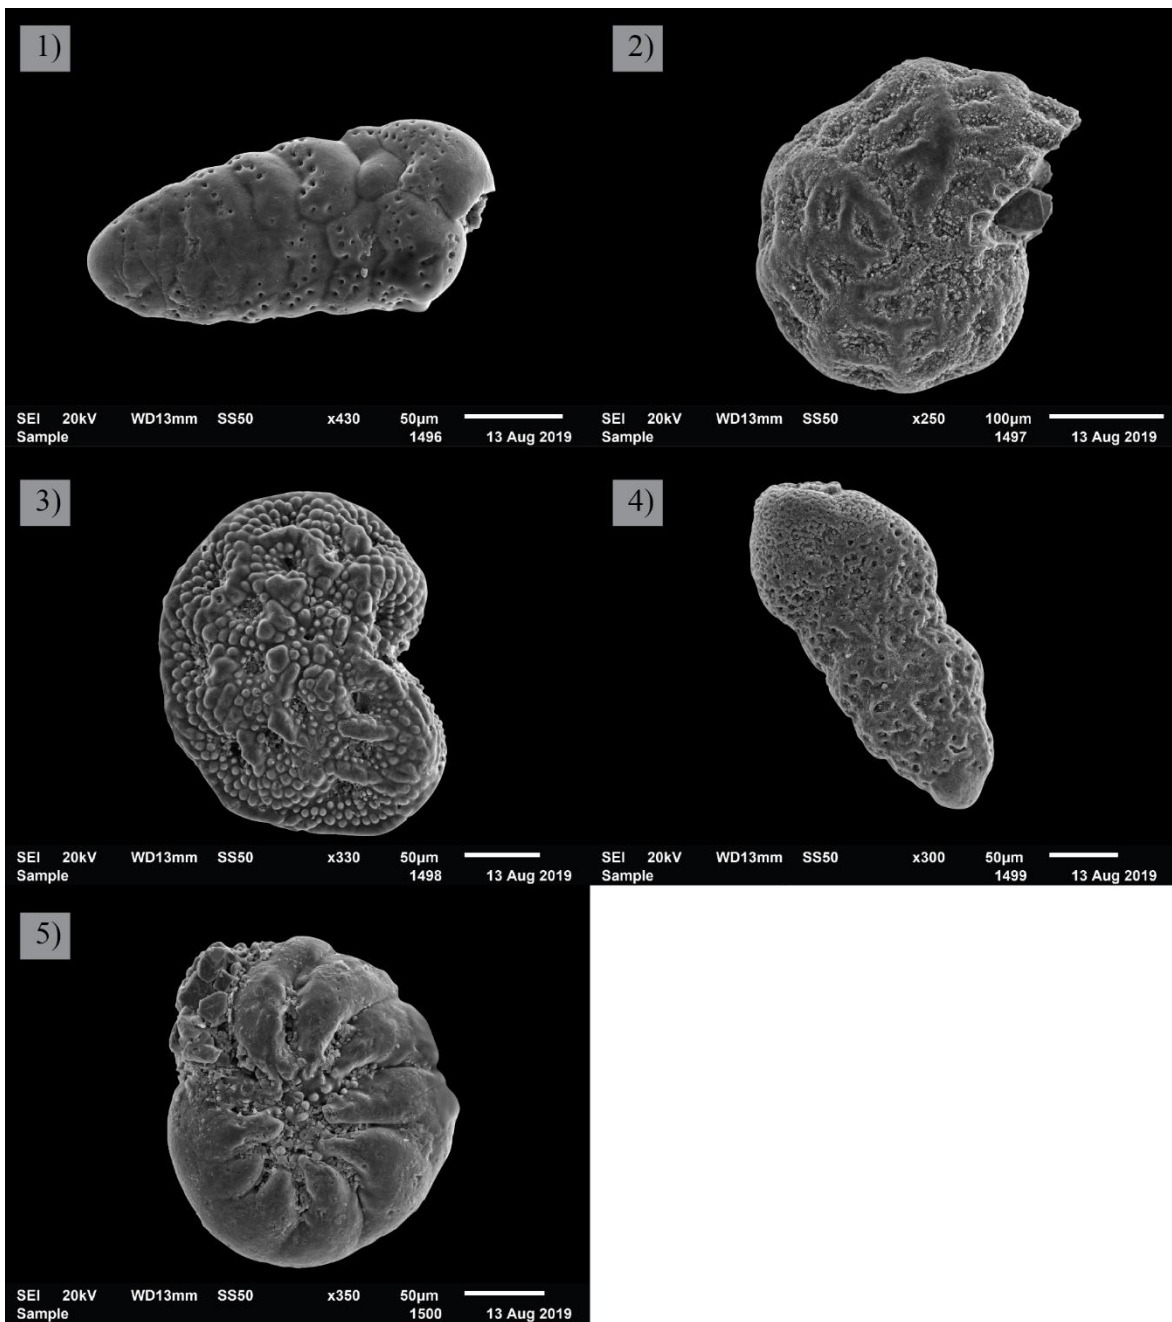 1)
SEI 20kV WD13mm SS50 x430 50µm
Sample 1496 13 Aug 2019
2)
SEI 20kV WD13mm SS50 x250 100µm
Sample 1497 13 Aug 2019
3)
SEI 20kV WD13mm SS50 x330 50µm
Sample 1498 13 Aug 2019
4)
SEI 20kV WD13mm SS50 x300 50µm
Sample 1499 13 Aug 2019
5)
SEI 20kV WD13mm SS50 x350 50µm
Sample 1500 13 Aug 2019